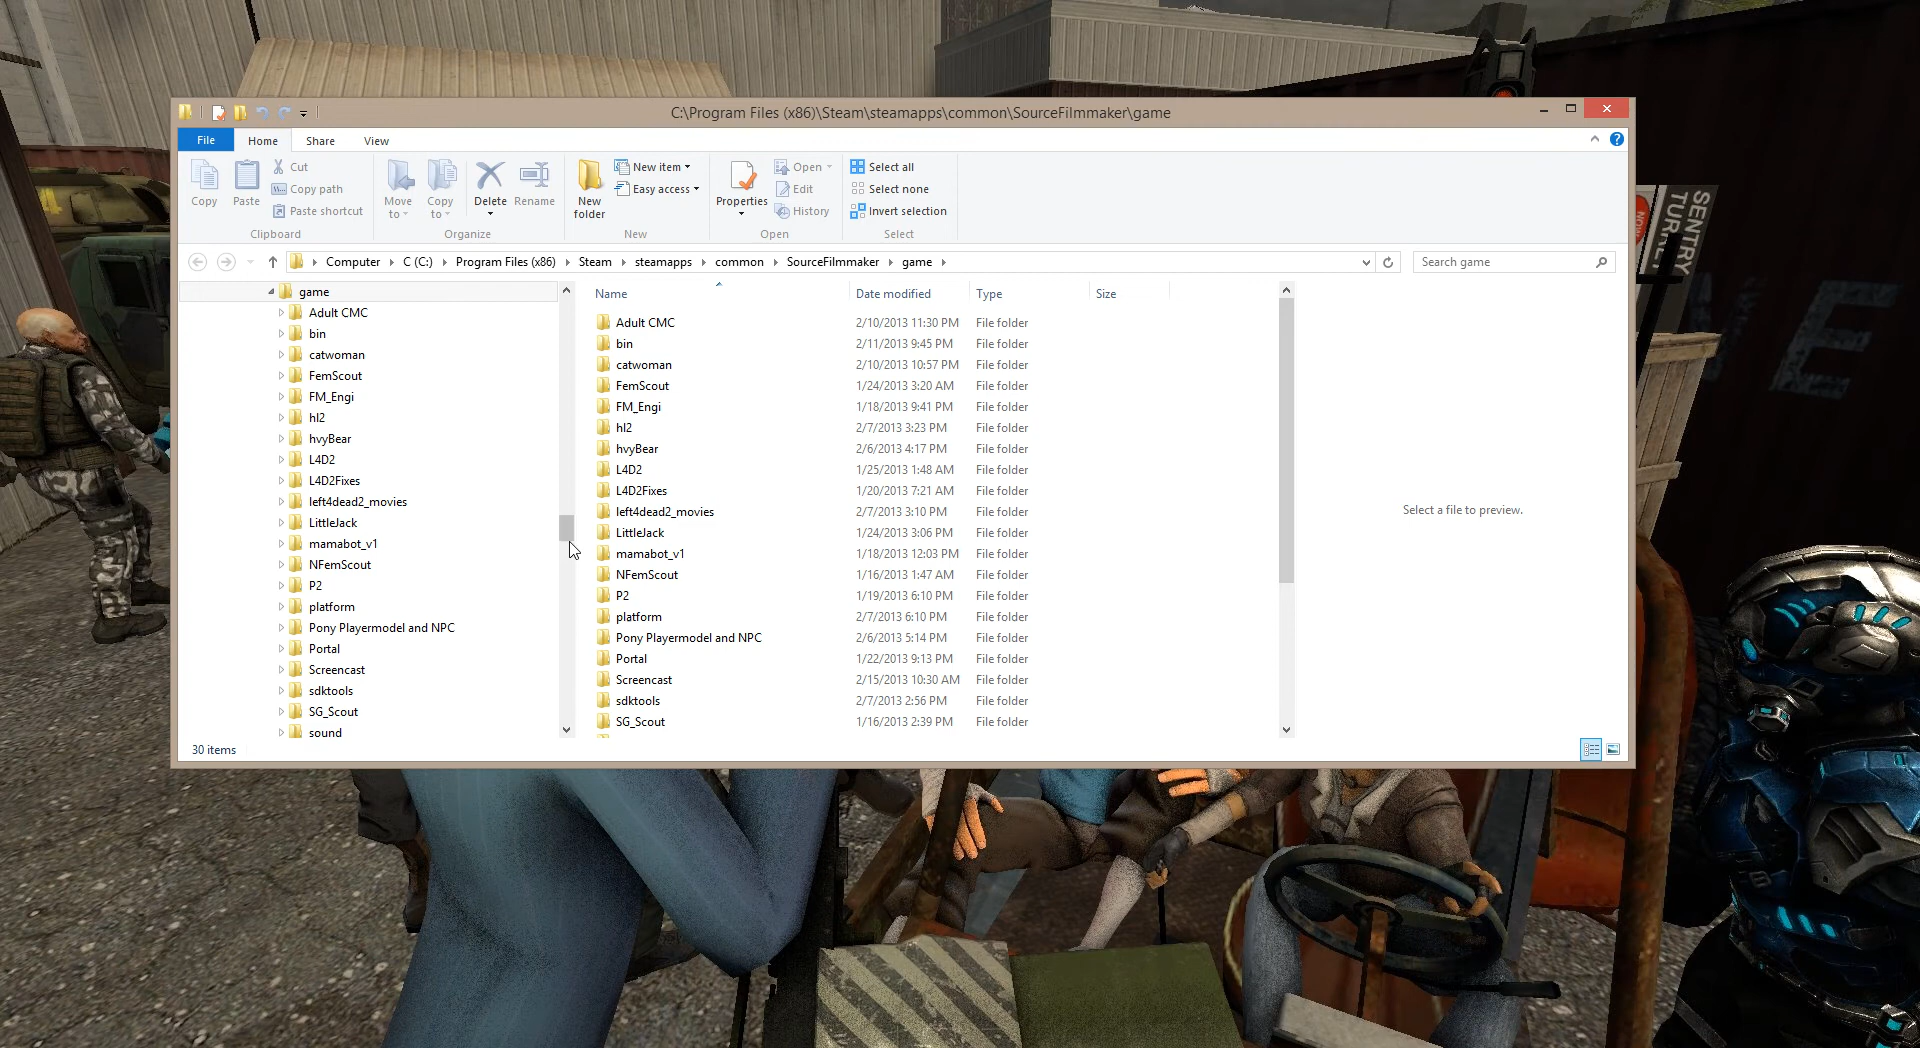 C:\Program Files (x86)\Steam\steamapps\common\SourceFilmmaker\game
File Home Share View
Copy
Paste
Cut
Copy path
Paste shortcut
Clipboard
Move to
Copy to
Delete
Rename
Organize
New folder
New item
Easy access
New
Properties
Open
Edit
History
Open
Select all
Select none
Invert selection
Select
Computer C (C:) Program Files (x86) Steam steamapps common SourceFilmmaker game
Search game
game
Adult CMC
bin
catwoman
FemScout
FM_Engi
hl2
hvyBear
L4D2
L4D2Fixes
left4dead2_movies
LittleJack
mamabot_v1
NFemScout
P2
platform
Pony Playermodel and NPC
Portal
Screencast
sdktools
SG_Scout
sound
Name Date modified Type Size
Adult CMC 2/10/2013 11:30 PM File folder
bin 2/11/2013 9:45 PM File folder
catwoman 2/10/2013 10:57 PM File folder
FemScout 1/24/2013 3:20 AM File folder
FM_Engi 1/18/2013 9:41 PM File folder
hl2 2/7/2013 3:23 PM File folder
hvyBear 2/6/2013 4:17 PM File folder
L4D2 1/25/2013 1:48 AM File folder
L4D2Fixes 1/20/2013 7:21 AM File folder
left4dead2_movies 2/7/2013 3:10 PM File folder
LittleJack 1/24/2013 3:06 PM File folder
mamabot_v1 1/18/2013 12:03 PM File folder
NFemScout 1/16/2013 1:47 AM File folder
P2 1/19/2013 6:10 PM File folder
platform 2/7/2013 6:10 PM File folder
Pony Playermodel and NPC 2/6/2013 5:14 PM File folder
Portal 1/22/2013 9:13 PM File folder
Screencast 2/15/2013 10:30 AM File folder
sdktools 2/7/2013 2:56 PM File folder
SG_Scout 1/16/2013 2:39 PM File folder
Select a file to preview.
30 items
SENTRY
TURRET